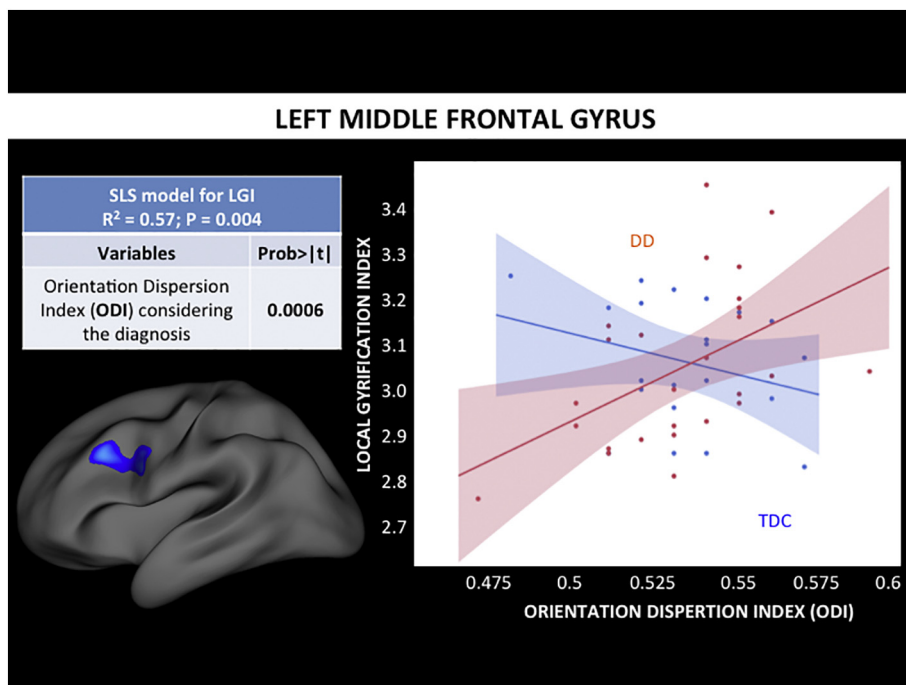 LEFT MIDDLE FRONTAL GYRUS
SLS model for LGI
R² = 0.57; P = 0.004
Variables
Prob>|t|
Orientation Dispersion
Index (ODI) considering
the diagnosis
0.0006
LOCAL GYRIFICATION INDEX
3.4
3.3
3.2
3.1
3.0
2.9
2.8
2.7
DD
TDC
0.475
0.5
0.525
0.55
0.575
0.6
ORIENTATION DISPERTION INDEX (ODI)